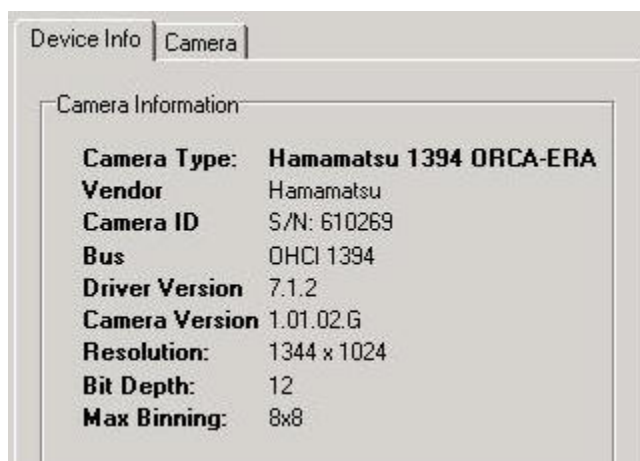 Device Info Camera
Camera Information
Camera Type: Hamamatsu 1394 ORCA-ERA
Vendor Hamamatsu
Camera ID S/N: 610269
Bus OHCI 1394
Driver Version 7.1.2
Camera Version 1.01.02.G
Resolution: 1344 x 1024
Bit Depth: 12
Max Binning: 8x8